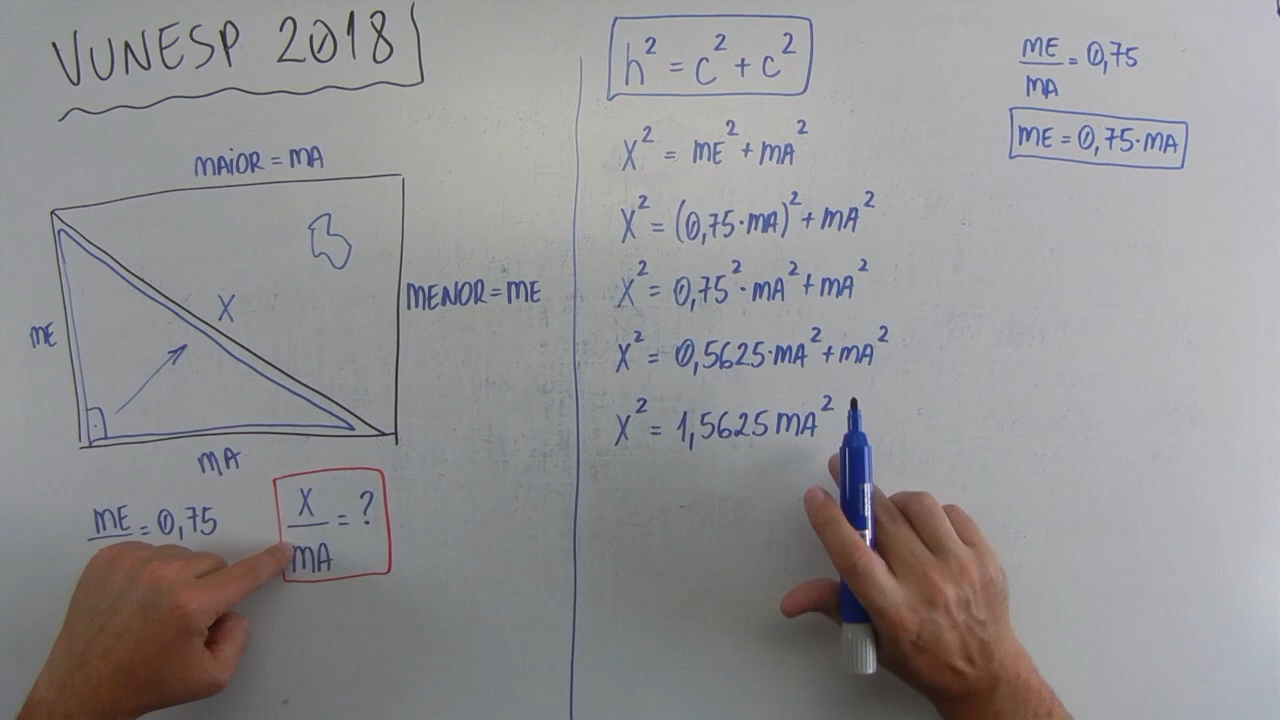 VUNESP 2018
MAIOR = MA
ME
X
MENOR = ME
MA
ME = 0,75
X
MA
= ?
h² = c² + c²
X² = ME² + MA²
X² = (0,75·MA)² + MA²
X² = 0,75²·MA² + MA²
X² = 0,5625·MA² + MA²
X² = 1,5625 MA²
ME
MA
= 0,75
ME = 0,75·MA